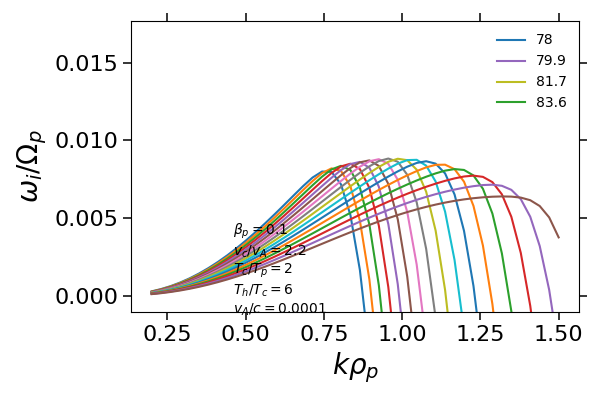 78
79.9
81.7
83.6
0.015
0.010
0.005
0.000
ω_i/Ω_p
β_p = 0.1
v_c/v_A = 2.2
T_c/T_p = 2
T_h/T_c = 6
v_A/c = 0.0001
0.25 0.50 0.75 1.00 1.25 1.50
kρ_p